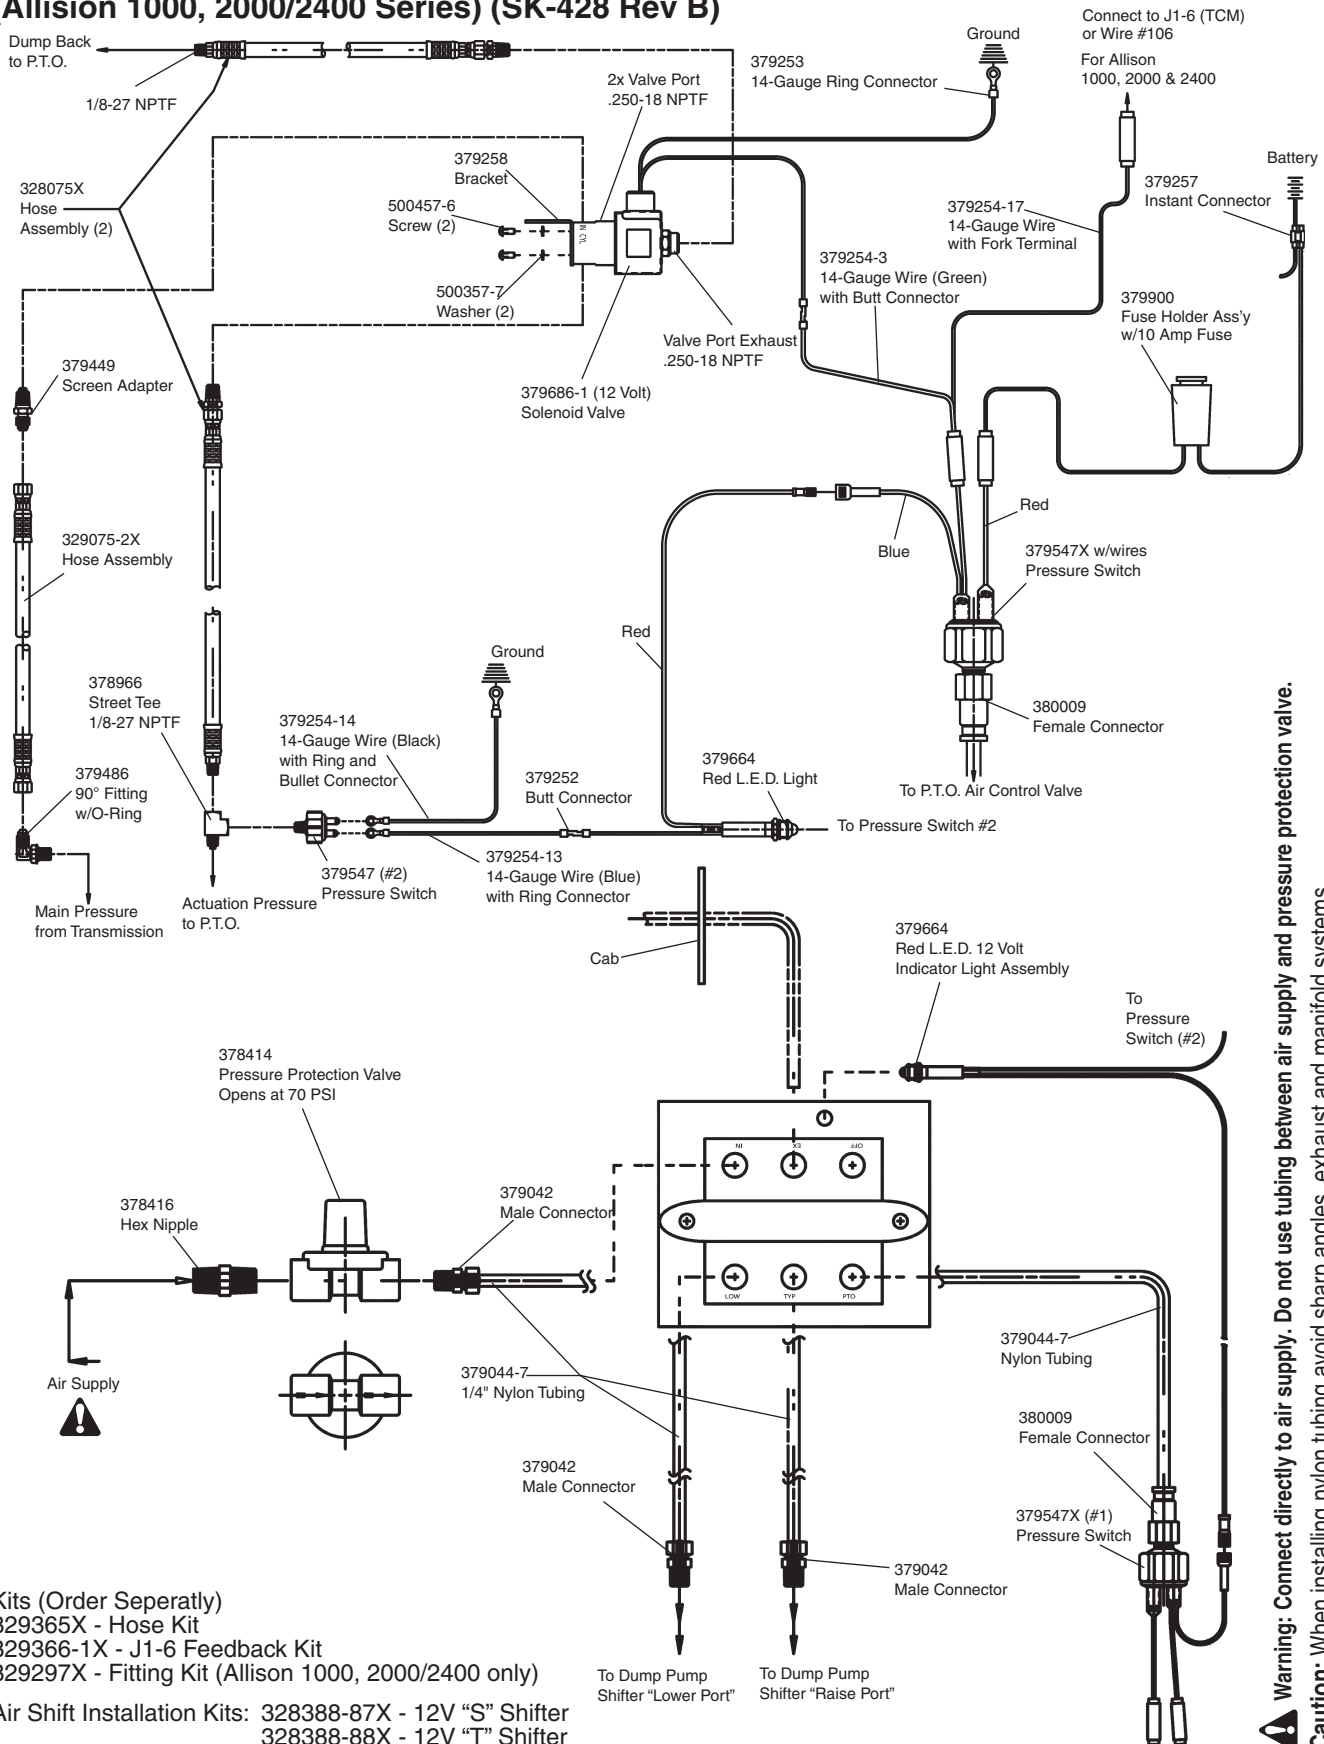 (Allision 1000, 2000/2400 Series) (SK-428 Rev B)
Dump Back
to P.T.O.
1/8-27 NPTF
328075X
Hose
Assembly (2)
2x Valve Port
.250-18 NPTF
379258
Bracket
500457-6
Screw (2)
500357-7
Washer (2)
IN CYL
379253
14-Gauge Ring Connector
Ground
Connect to J1-6 (TCM)
or Wire #106
For Allison
1000, 2000 & 2400
Battery
379257
Instant Connector
379254-17
14-Gauge Wire
with Fork Terminal
379254-3
14-Gauge Wire (Green)
with Butt Connector
379900
Fuse Holder Ass'y
w/10 Amp Fuse
Valve Port Exhaust
.250-18 NPTF
379686-1 (12 Volt)
Solenoid Valve
379449
Screen Adapter
329075-2X
Hose Assembly
Blue
Red
379547X w/wires
Pressure Switch
Red
Ground
378966
Street Tee
1/8-27 NPTF
379254-14
14-Gauge Wire (Black)
with Ring and
Bullet Connector
380009
Female Connector
379486
90° Fitting
w/O-Ring
379252
Butt Connector
379664
Red L.E.D. Light
To P.T.O. Air Control Valve
To Pressure Switch #2
379254-13
14-Gauge Wire (Blue)
with Ring Connector
379547 (#2)
Pressure Switch
Main Pressure
from Transmission
Actuation Pressure
to P.T.O.
Cab
379664
Red L.E.D. 12 Volt
Indicator Light Assembly
To
Pressure
Switch (#2)
378414
Pressure Protection Valve
Opens at 70 PSI
IN EX OFF
378416
Hex Nipple
379042
Male Connector
LOW TYP PTO
Air Supply
379044-7
1/4" Nylon Tubing
379044-7
Nylon Tubing
380009
Female Connector
379042
Male Connector
379547X (#1)
Pressure Switch
379042
Male Connector
To Dump Pump
Shifter “Lower Port”
To Dump Pump
Shifter “Raise Port”
Kits (Order Seperatly)
329365X - Hose Kit
329366-1X - J1-6 Feedback Kit
329297X - Fitting Kit (Allison 1000, 2000/2400 only)
Air Shift Installation Kits: 328388-87X - 12V “S” Shifter
328388-88X - 12V “T” Shifter
Warning: Connect directly to air supply. Do not use tubing between air supply and pressure protection valve.
Caution: When installing nylon tubing avoid sharp angles, exhaust and manifold systems.